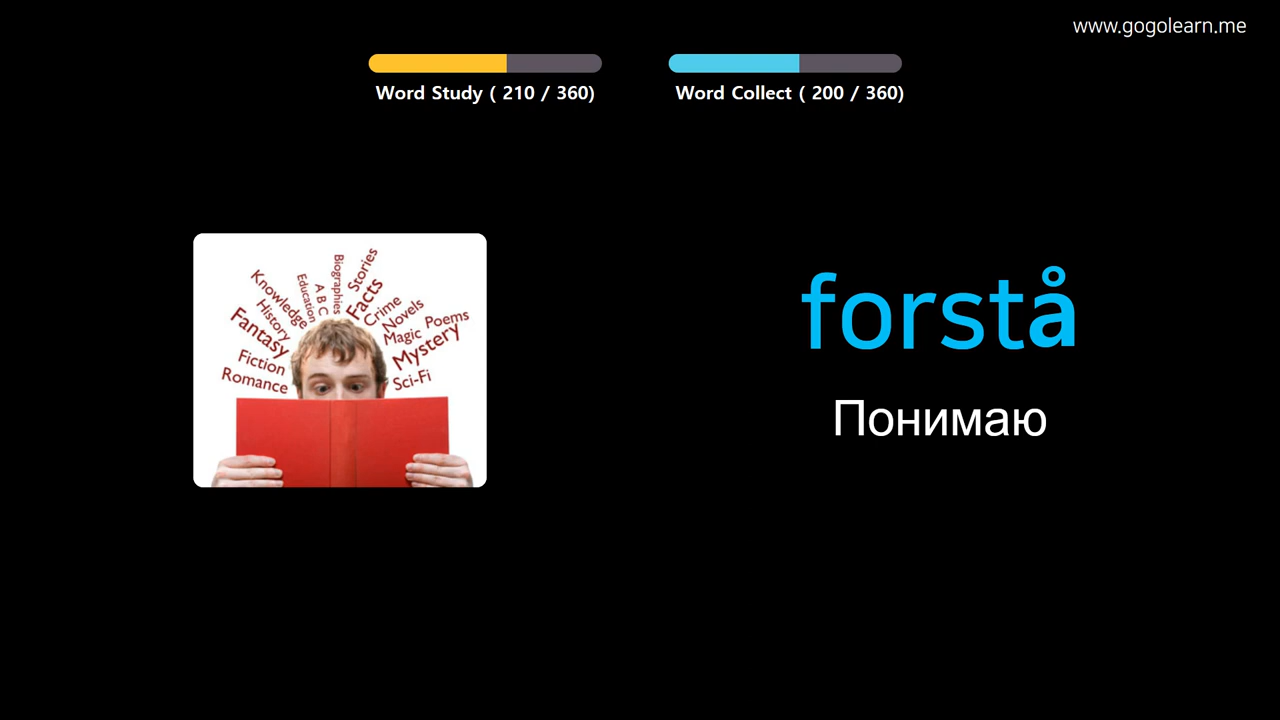 www.gogolearn.me
Word Study ( 210 / 360)
Word Collect ( 200 / 360)
Stories
Biographies
Facts
A B C
Education
Knowledge
History
Crime
Novels
Poems
Fantasy
Magic
Mystery
Fiction
Romance
Sci-Fi
forstå
Понимаю